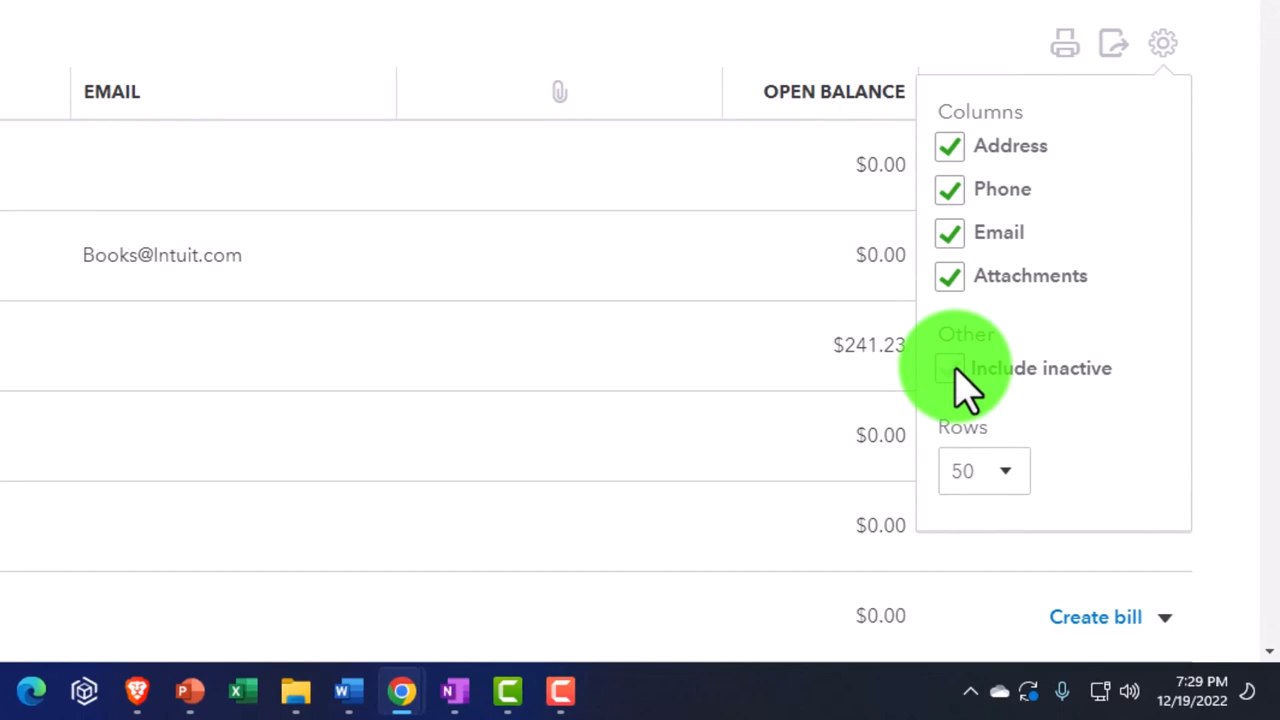 EMAIL
OPEN BALANCE
Columns
Address
Phone
Email
Attachments
Other
Include inactive
Rows
50
$0.00
Books@Intuit.com
$0.00
$241.23
$0.00
$0.00
$0.00
Create bill
7:29 PM
12/19/2022